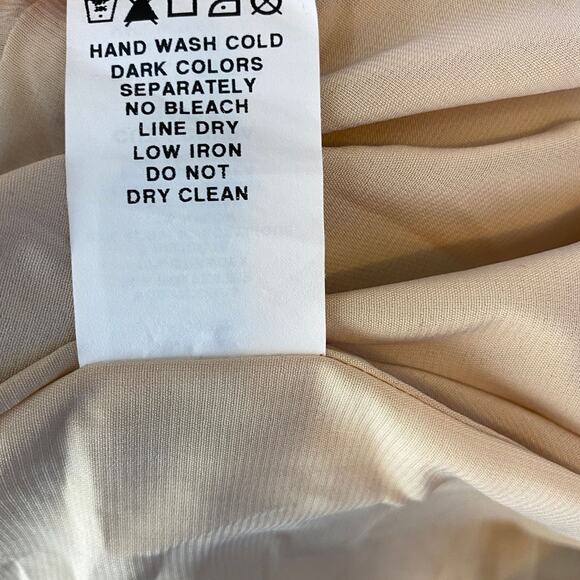 HAND WASH COLD
DARK COLORS
SEPARATELY
NO BLEACH
LINE DRY
LOW IRON
DO NOT
DRY CLEAN